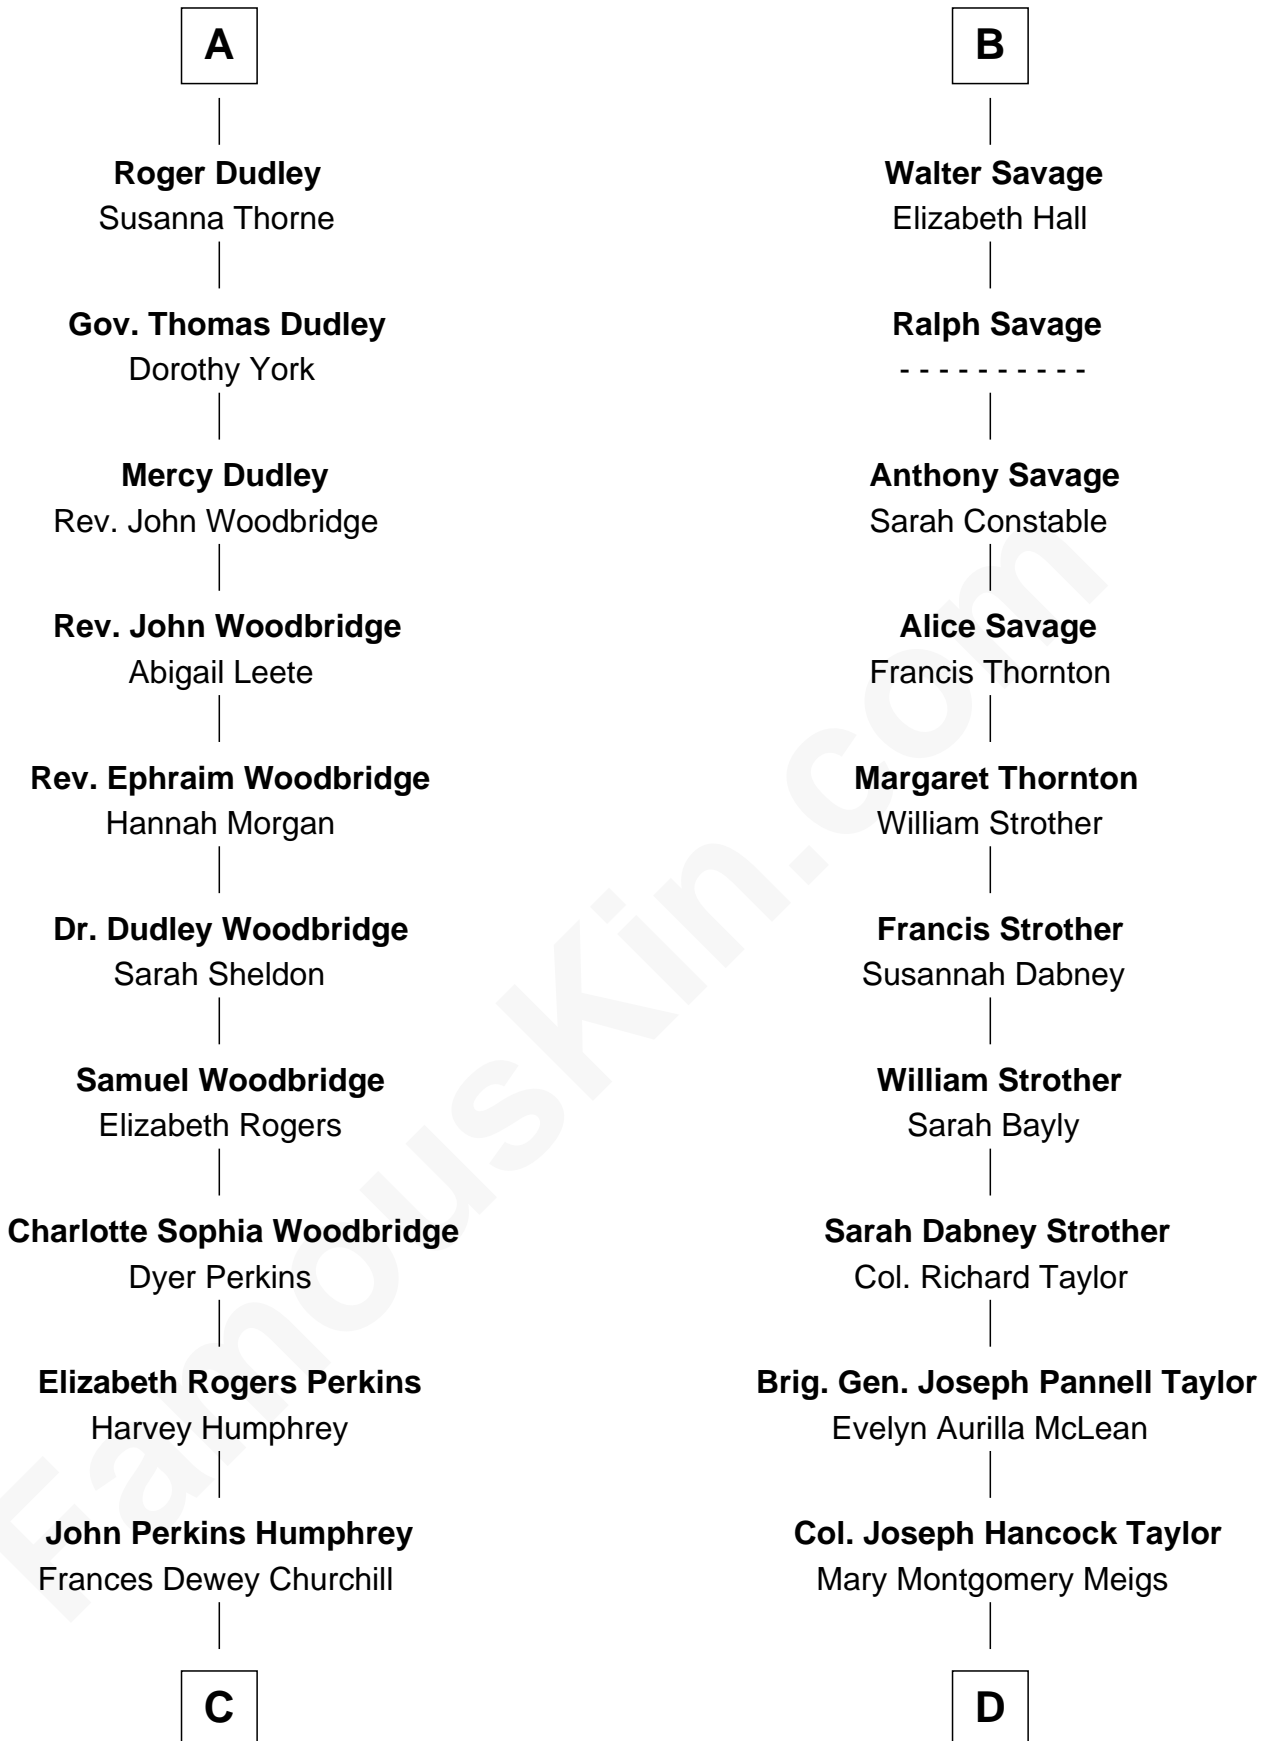 A
Roger Dudley
Susanna Thorne
Gov. Thomas Dudley
Dorothy York
Mercy Dudley
Rev. John Woodbridge
Rev. John Woodbridge
Abigail Leete
Rev. Ephraim Woodbridge
Hannah Morgan
Dr. Dudley Woodbridge
Sarah Sheldon
Samuel Woodbridge
Elizabeth Rogers
Charlotte Sophia Woodbridge
Dyer Perkins
Elizabeth Rogers Perkins
Harvey Humphrey
John Perkins Humphrey
Frances Dewey Churchill
C
B
Walter Savage
Elizabeth Hall
Ralph Savage
- - - - - - - - - -
Anthony Savage
Sarah Constable
Alice Savage
Francis Thornton
Margaret Thornton
William Strother
Francis Strother
Susannah Dabney
William Strother
Sarah Bayly
Sarah Dabney Strother
Col. Richard Taylor
Brig. Gen. Joseph Pannell Taylor
Evelyn Aurilla McLean
Col. Joseph Hancock Taylor
Mary Montgomery Meigs
D
FamousKin.com